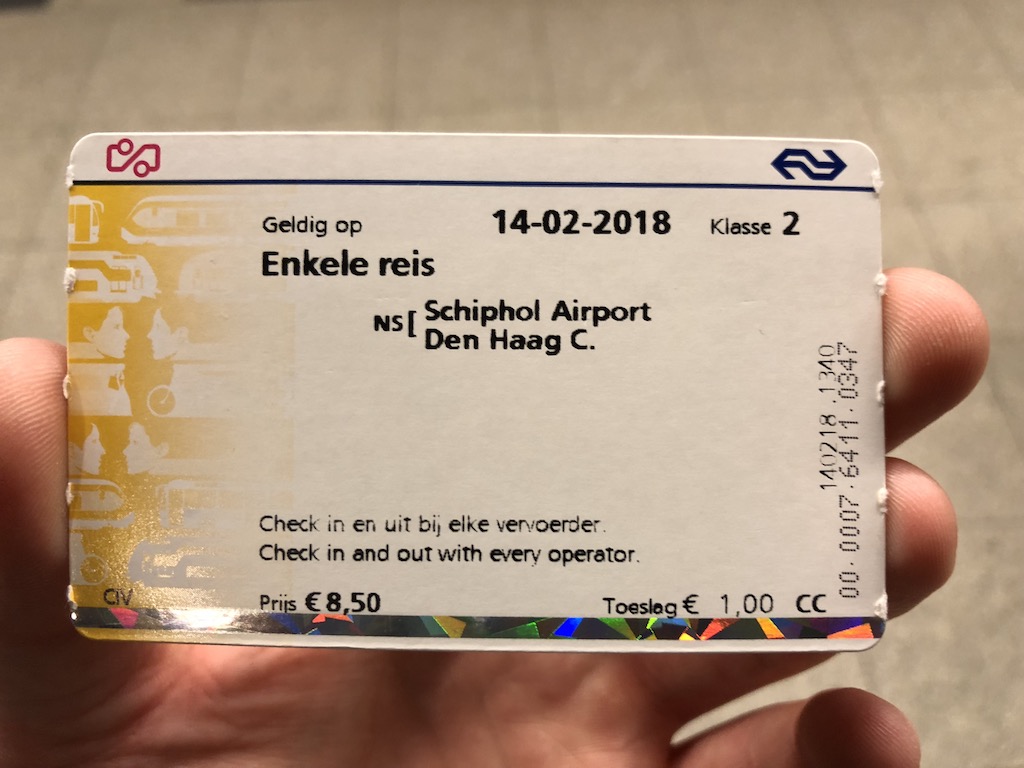 Geldig op 14-02-2018 Klasse 2
Enkele reis
NS[ Schiphol Airport
Den Haag C.
140218 · 1340
00 · 0007 · 6411 · 0347
Check in en uit bij elke vervoerder.
Check in and out with every operator.
CIV
Prijs € 8,50 Toeslag € 1,00 CC